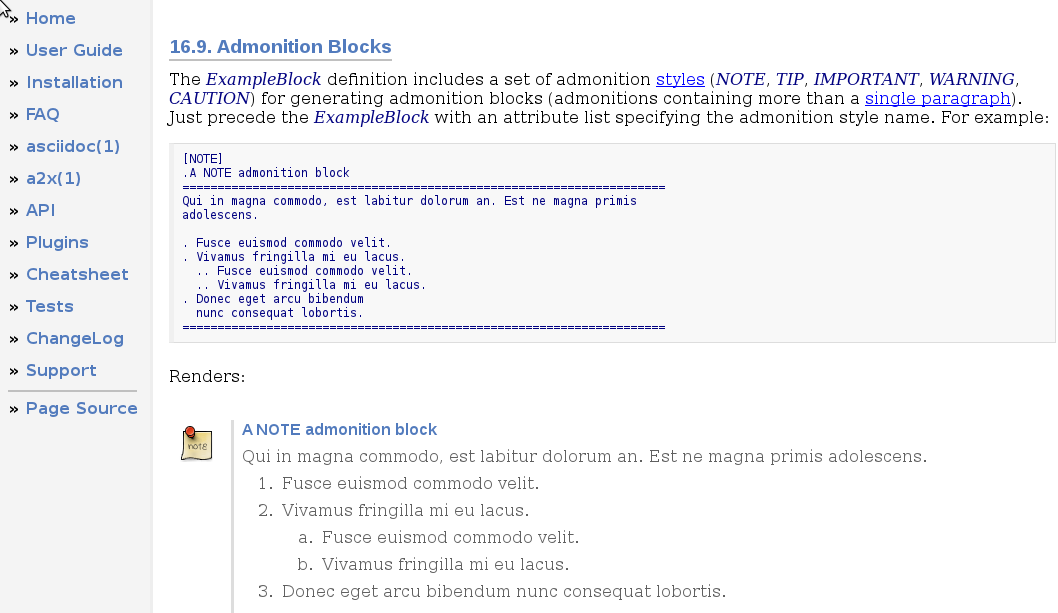 » Home
» User Guide
» Installation
» FAQ
» asciidoc(1)
» a2x(1)
» API
» Plugins
» Cheatsheet
» Tests
» ChangeLog
» Support
» Page Source
16.9. Admonition Blocks
The ExampleBlock definition includes a set of admonition styles (NOTE, TIP, IMPORTANT, WARNING,
CAUTION) for generating admonition blocks (admonitions containing more than a single paragraph).
Just precede the ExampleBlock with an attribute list specifying the admonition style name. For example:
[NOTE]
.A NOTE admonition block
=====================================================================
Qui in magna commodo, est labitur dolorum an. Est ne magna primis
adolescens.
. Fusce euismod commodo velit.
. Vivamus fringilla mi eu lacus.
.. Fusce euismod commodo velit.
.. Vivamus fringilla mi eu lacus.
. Donec eget arcu bibendum
nunc consequat lobortis.
=====================================================================
Renders:
note
A NOTE admonition block
Qui in magna commodo, est labitur dolorum an. Est ne magna primis adolescens.
1. Fusce euismod commodo velit.
2. Vivamus fringilla mi eu lacus.
a. Fusce euismod commodo velit.
b. Vivamus fringilla mi eu lacus.
3. Donec eget arcu bibendum nunc consequat lobortis.